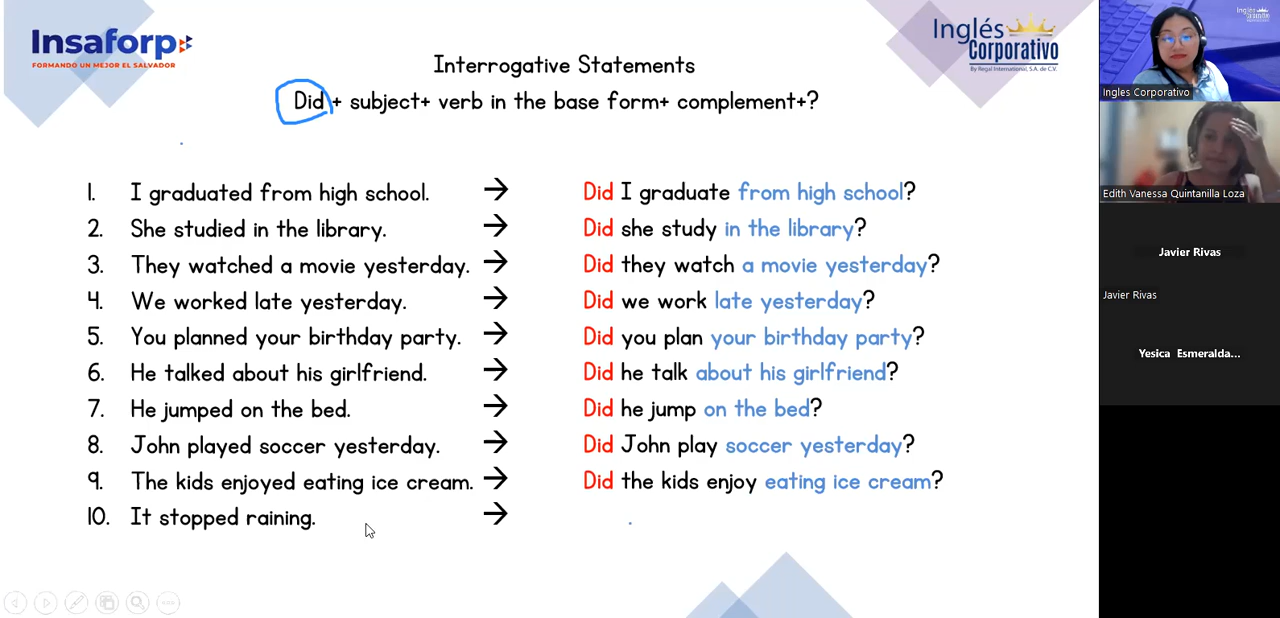 Insaforp
FORMANDO UN MEJOR EL SALVADOR
Inglés
Corporativo
By Regal International, S.A. de C.V.
Interrogative Statements
Did + subject+ verb in the base form+ complement+?
1. I graduated from high school. → Did I graduate from high school?
2. She studied in the library. → Did she study in the library?
3. They watched a movie yesterday. → Did they watch a movie yesterday?
4. We worked late yesterday. → Did we work late yesterday?
5. You planned your birthday party. → Did you plan your birthday party?
6. He talked about his girlfriend. → Did he talk about his girlfriend?
7. He jumped on the bed. → Did he jump on the bed?
8. John played soccer yesterday. → Did John play soccer yesterday?
9. The kids enjoyed eating ice cream. → Did the kids enjoy eating ice cream?
10. It stopped raining. →
Inglés
Corporativo
Ingles Corporativo
Edith Vanessa Quintanilla Loza
Javier Rivas
Javier Rivas
Yesica Esmeralda...